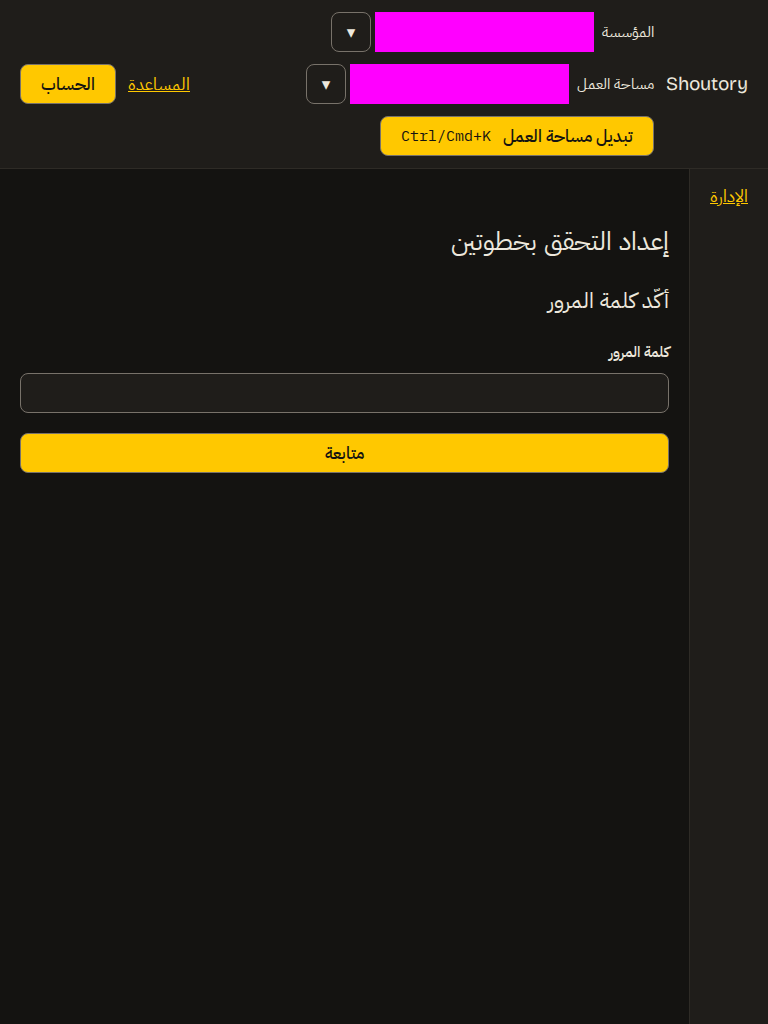 المؤسسة
▼
Shoutory
مساحة العمل
▼
المساعدة
الحساب
تبديل مساحة العمل Ctrl/Cmd+K
الإدارة
إعداد التحقق بخطوتين
أكّد كلمة المرور
كلمة المرور
متابعة